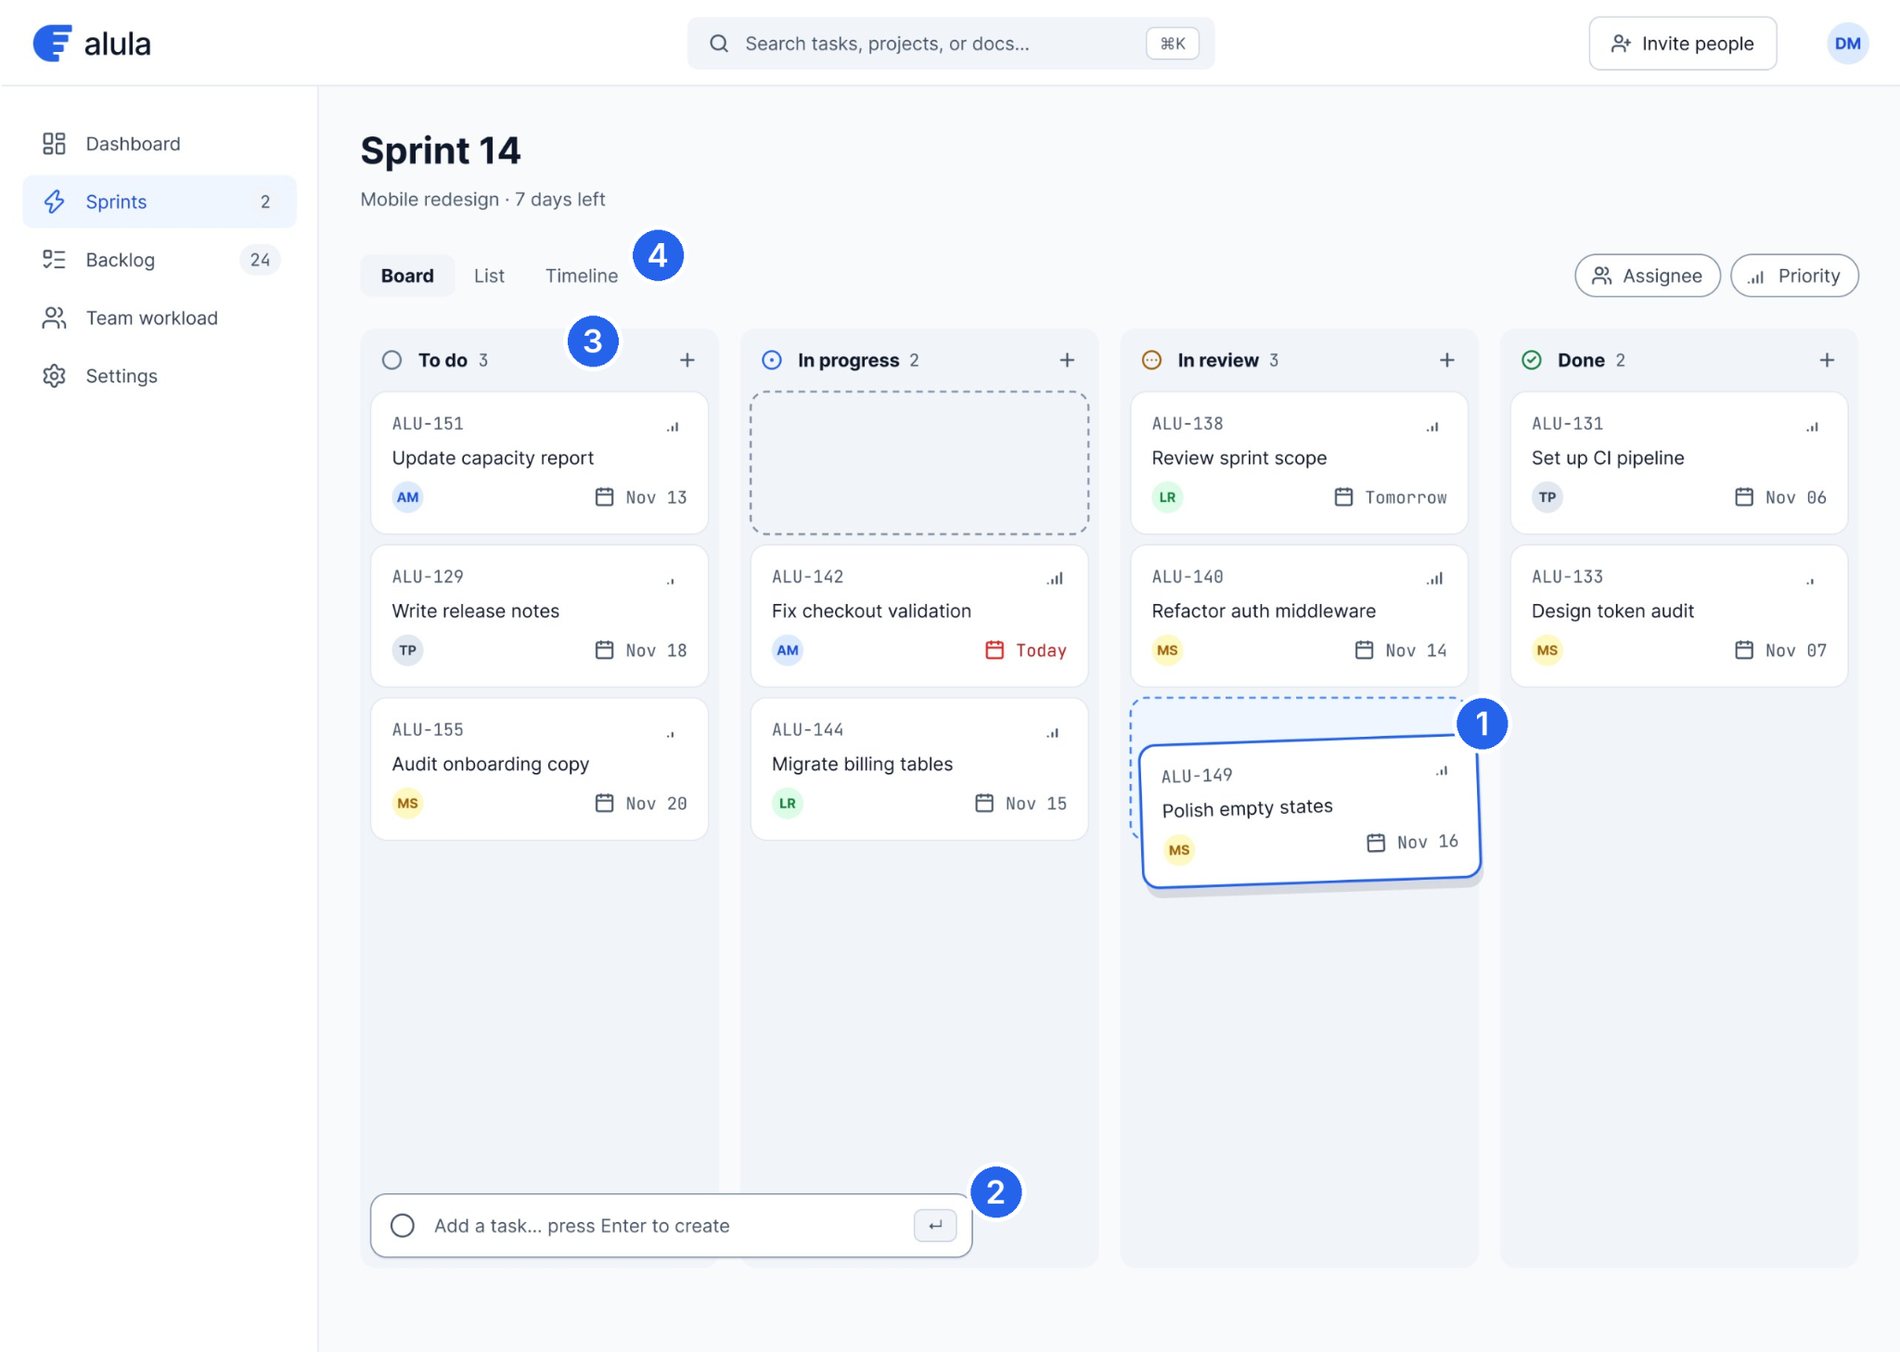 alula
Search tasks, projects, or docs... ⌘K
Invite people
DM
Dashboard
Sprints 2
Backlog 24
Team workload
Settings
Sprint 14
Mobile redesign · 7 days left
Board List Timeline 4
Assignee Priority
To do 3 3
ALU-151
Update capacity report
AM Nov 13
ALU-129
Write release notes
TP Nov 18
ALU-155
Audit onboarding copy
MS Nov 20
In progress 2
ALU-142
Fix checkout validation
AM Today
ALU-144
Migrate billing tables
LR Nov 15
In review 3
ALU-138
Review sprint scope
LR Tomorrow
ALU-140
Refactor auth middleware
MS Nov 14
1
ALU-149
Polish empty states
MS Nov 16
Done 2
ALU-131
Set up CI pipeline
TP Nov 06
ALU-133
Design token audit
MS Nov 07
Add a task... press Enter to create
2